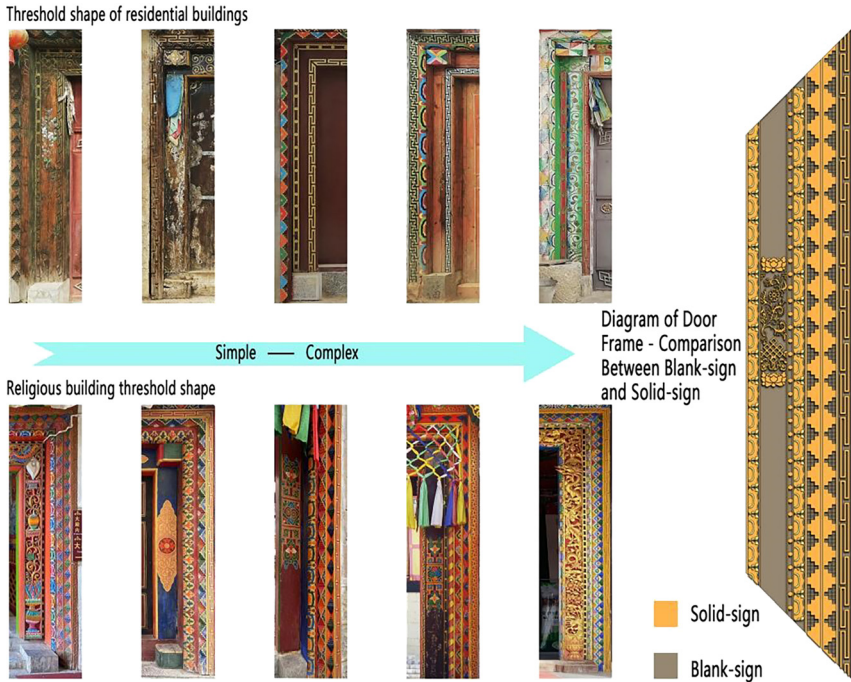 Threshold shape of residential buildings
Simple — Complex
Diagram of Door
Frame - Comparison
Between Blank-sign
and Solid-sign
Religious building threshold shape
Solid-sign
Blank-sign